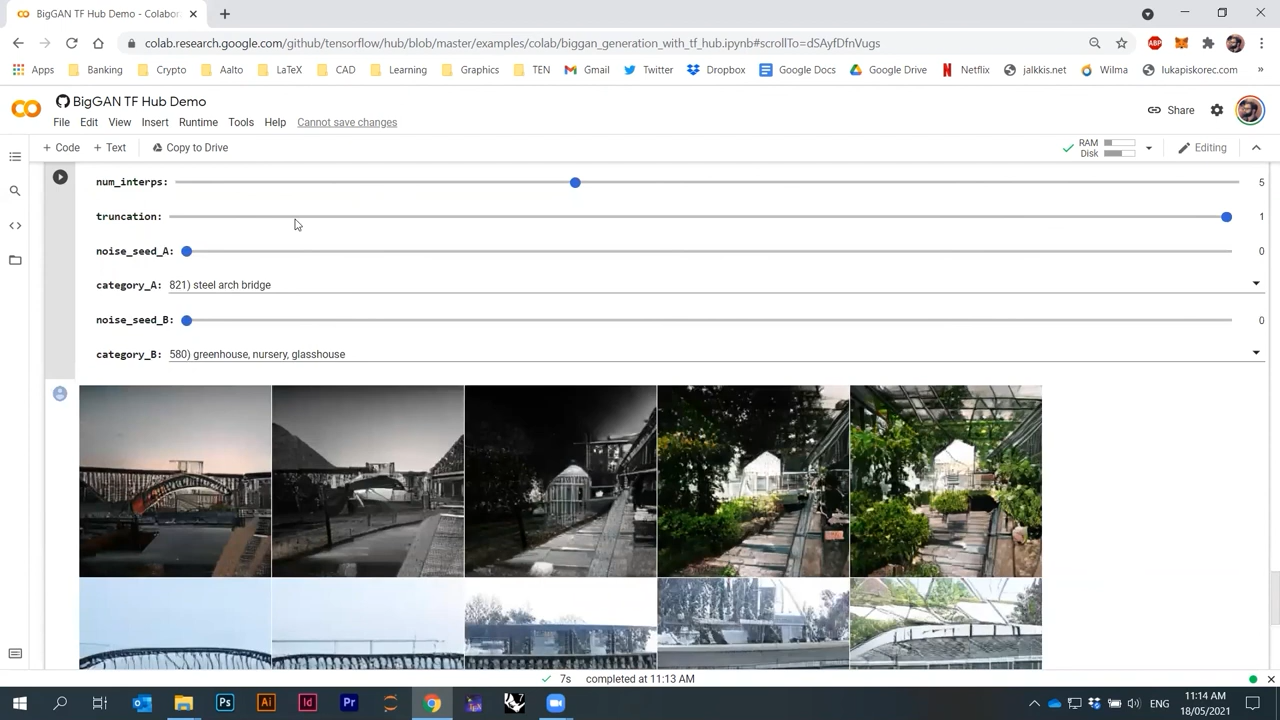 BigGAN TF Hub Demo - Colabora
colab.research.google.com/github/tensorflow/hub/blob/master/examples/colab/biggan_generation_with_tf_hub.ipynb#scrollTo=dSAyfDfnVugs
Apps Banking Crypto Aalto LaTeX CAD Learning Graphics TEN Gmail Twitter Dropbox Google Docs Google Drive Netflix jalkkis.net Wilma lukapiskorec.com »
BigGAN TF Hub Demo
Share
File Edit View Insert Runtime Tools Help Cannot save changes
+ Code + Text Copy to Drive
RAM
Disk
Editing
num_interps: 5
truncation: 1
noise_seed_A: 0
category_A: 821) steel arch bridge
noise_seed_B: 0
category_B: 580) greenhouse, nursery, glasshouse
7s completed at 11:13 AM
Ps Ai Id Pr
ENG
11:14 AM
18/05/2021